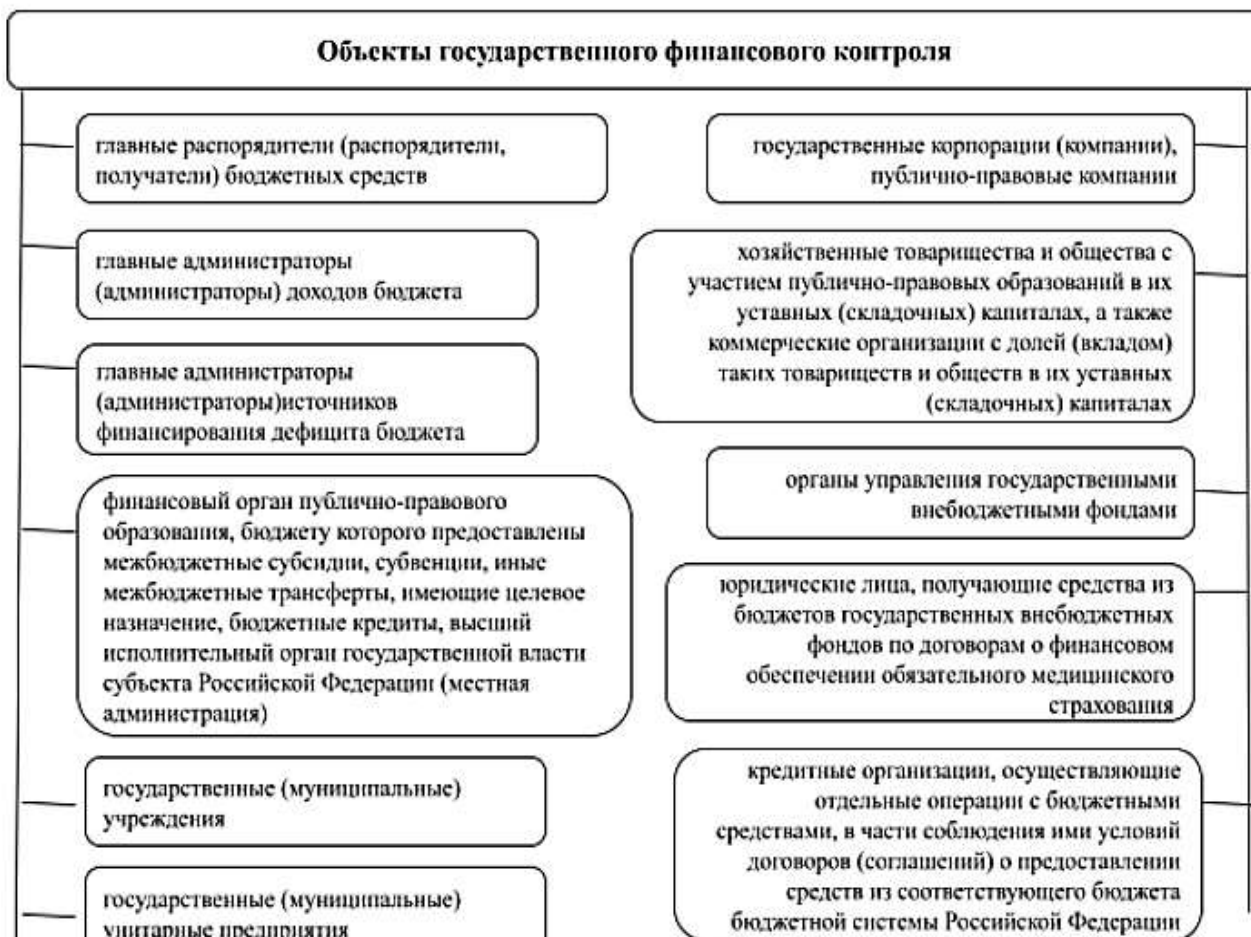 Объекты государственного финансового контроля
главные распорядители (распорядители,
получатели) бюджетных средств
главные администраторы
(администраторы) доходов бюджета
главные администраторы
(администраторы)источников
финансирования дефицита бюджета
финансовый орган публично-правового
образования, бюджету которого предоставлены
межбюджетные субсидии, субвенции, иные
межбюджетные трансферты, имеющие целевое
назначение, бюджетные кредиты, высший
исполнительный орган государственной власти
субъекта Российской Федерации (местная
администрация)
государственные (муниципальные)
учреждения
государственные (муниципальные)
унитарные предприятия
государственные корпорации (компании),
публично-правовые компании
хозяйственные товарищества и общества с
участием публично-правовых образований в их
уставных (складочных) капиталах, а также
коммерческие организации с долей (вкладом)
таких товариществ и обществ в их уставных
(складочных) капиталах
органы управления государственными
внебюджетными фондами
юридические лица, получающие средства из
бюджетов государственных внебюджетных
фондов по договорам о финансовом
обеспечении обязательного медицинского
страхования
кредитные организации, осуществляющие
отдельные операции с бюджетными
средствами, в части соблюдения ими условий
договоров (соглашений) о предоставлении
средств из соответствующего бюджета
бюджетной системы Российской Федерации